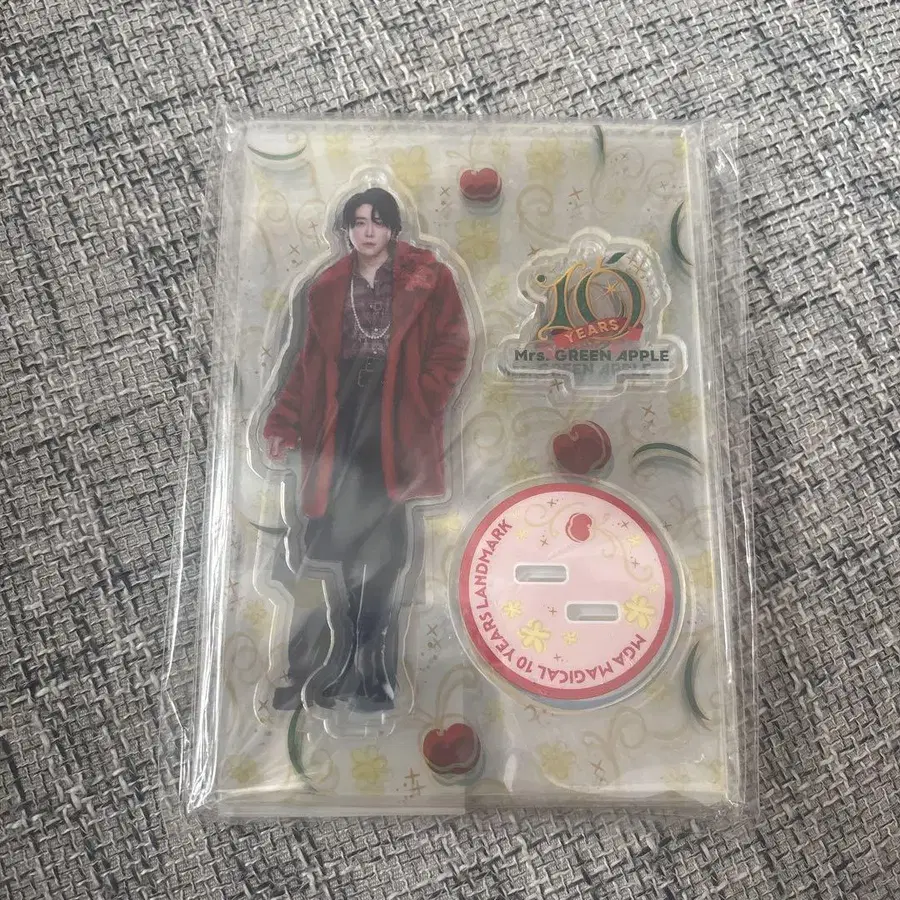 10
YEARS
Mrs. GREEN APPLE
MGA MAGICAL 10 YEARS LANDMARK